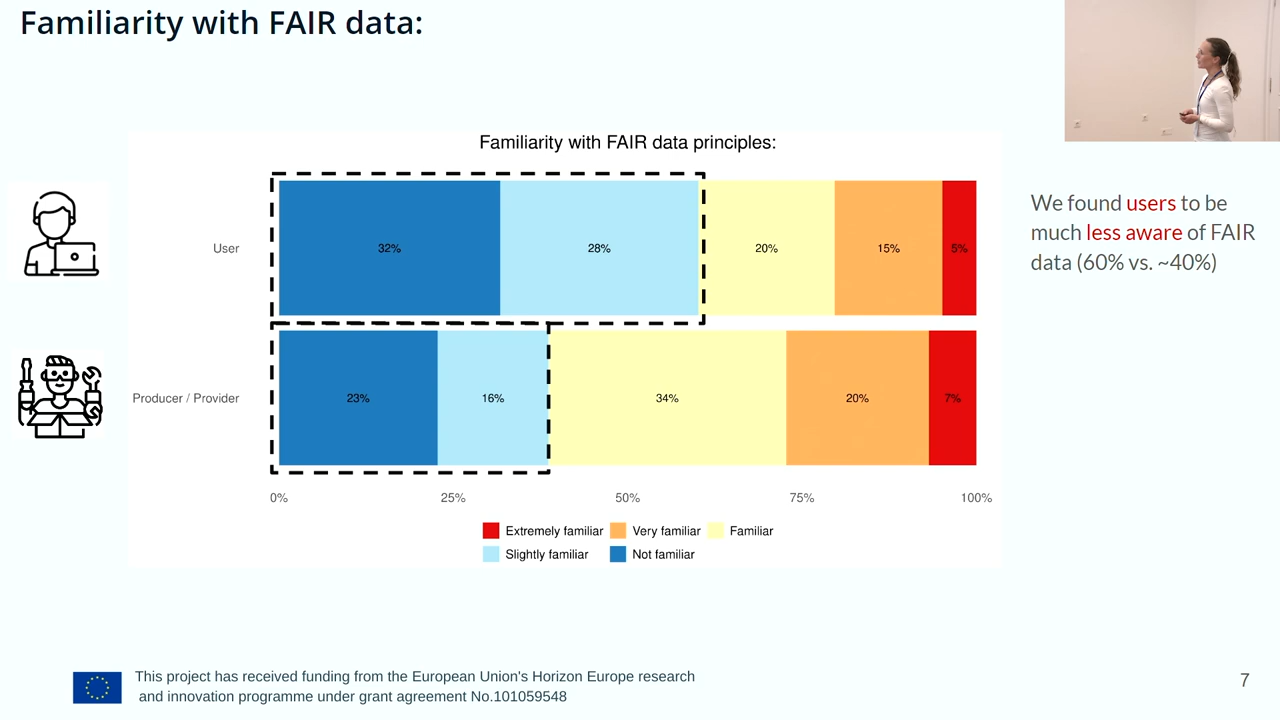 Familiarity with FAIR data:
Familiarity with FAIR data principles:
User
32%
28%
20%
15%
5%
Producer / Provider
23%
16%
34%
20%
7%
0%
25%
50%
75%
100%
Extremely familiar
Very familiar
Familiar
Slightly familiar
Not familiar
We found users to be
much less aware of FAIR
data (60% vs. ~40%)
This project has received funding from the European Union's Horizon Europe research
and innovation programme under grant agreement No.101059548
7